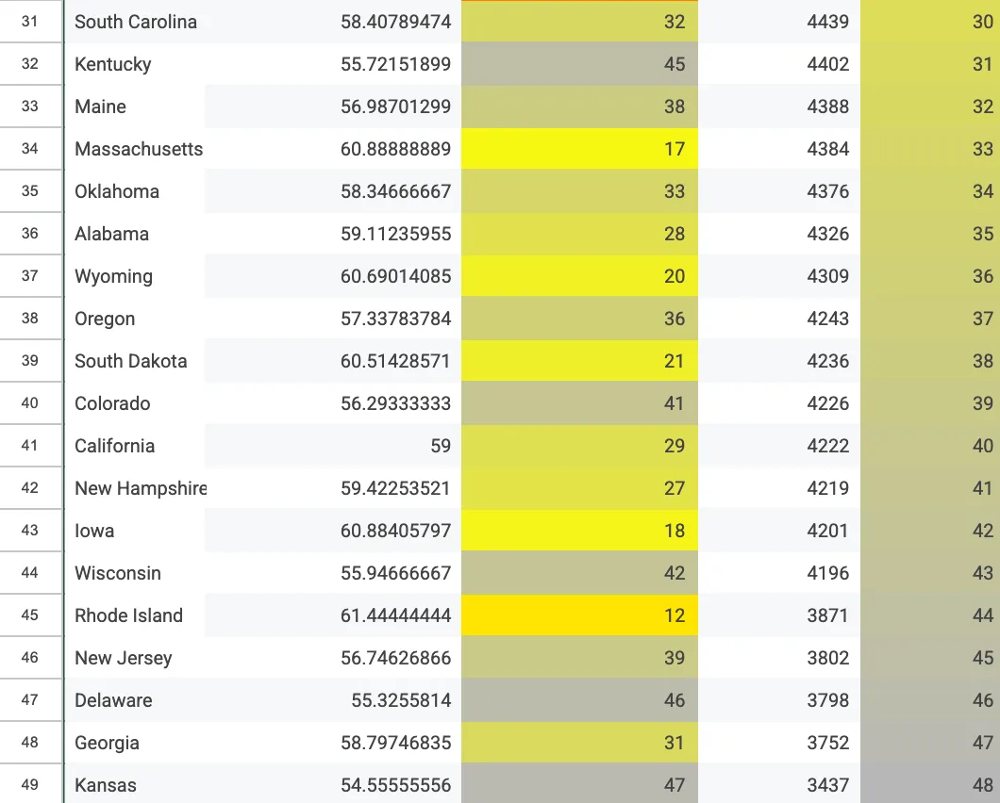 31 South Carolina 58.40789474 32 4439 30
32 Kentucky 55.72151899 45 4402 31
33 Maine 56.98701299 38 4388 32
34 Massachusetts 60.88888889 17 4384 33
35 Oklahoma 58.34666667 33 4376 34
36 Alabama 59.11235955 28 4326 35
37 Wyoming 60.69014085 20 4309 36
38 Oregon 57.33783784 36 4243 37
39 South Dakota 60.51428571 21 4236 38
40 Colorado 56.29333333 41 4226 39
41 California 59 29 4222 40
42 New Hampshire 59.42253521 27 4219 41
43 Iowa 60.88405797 18 4201 42
44 Wisconsin 55.94666667 42 4196 43
45 Rhode Island 61.44444444 12 3871 44
46 New Jersey 56.74626866 39 3802 45
47 Delaware 55.3255814 46 3798 46
48 Georgia 58.79746835 31 3752 47
49 Kansas 54.55555556 47 3437 48